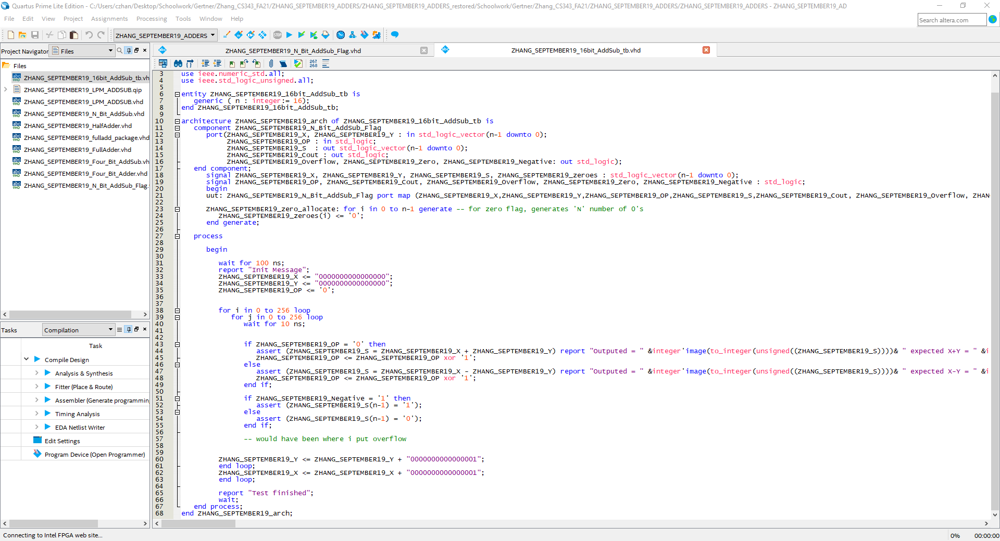 Quartus Prime Lite Edition - C:/Users/czhan/Desktop/Schoolwork/Gertner/Zhang_CS343_FA21/ZHANG_SEPTEMBER19_ADDERS/ZHANG_SEPTEMBER19_ADDERS_restored/Schoolwork/Gertner/Zhang_CS343_FA21/ZHANG_SEPTEMBER19_ADDERS/ZHANG_SEPTEMBER19_ADDERS - ZHANG_SEPTEMBER19_AD
File Edit View Project Assignments Processing Tools Window Help
Search altera.com
ZHANG_SEPTEMBER19_ADDERS
STOP
Project Navigator Files
ZHANG_SEPTEMBER19_N_Bit_AddSub_Flag.vhd
ZHANG_SEPTEMBER19_16bit_AddSub_tb.vhd
267
268
Files
ZHANG_SEPTEMBER19_16bit_AddSub_tb.vh
ZHANG_SEPTEMBER19_LPM_ADDSUB.qip
ZHANG_SEPTEMBER19_LPM_ADDSUB.vhd
ZHANG_SEPTEMBER19_N_Bit_AddSub.vhd
ZHANG_SEPTEMBER19_HalfAdder.vhd
ZHANG_SEPTEMBER19_fulladd_package.vhd
ZHANG_SEPTEMBER19_FullAdder.vhd
ZHANG_SEPTEMBER19_Four_Bit_AddSub.vh
ZHANG_SEPTEMBER19_Four_Bit_Adder.vhd
ZHANG_SEPTEMBER19_N_Bit_AddSub_Flag.
Tasks Compilation
Task
Compile Design
Analysis & Synthesis
Fitter (Place & Route)
Assembler (Generate programmin
Timing Analysis
EDA Netlist Writer
Edit Settings
Program Device (Open Programmer)
3 use ieee.numeric_std.all;
4 use ieee.std_logic_unsigned.all;
5
6 entity ZHANG_SEPTEMBER19_16bit_AddSub_tb is
7 generic ( n : integer:= 16);
8 end ZHANG_SEPTEMBER19_16bit_AddSub_tb;
9
10 architecture ZHANG_SEPTEMBER19_arch of ZHANG_SEPTEMBER19_16bit_AddSub_tb is
11 component ZHANG_SEPTEMBER19_N_Bit_AddSub_Flag
12 port(ZHANG_SEPTEMBER19_X, ZHANG_SEPTEMBER19_Y : in std_logic_vector(n-1 downto 0);
13 ZHANG_SEPTEMBER19_OP : in std_logic;
14 ZHANG_SEPTEMBER19_S : out std_logic_vector(n-1 downto 0);
15 ZHANG_SEPTEMBER19_Cout : out std_logic;
16 ZHANG_SEPTEMBER19_Overflow, ZHANG_SEPTEMBER19_Zero, ZHANG_SEPTEMBER19_Negative: out std_logic);
17 end component;
18 signal ZHANG_SEPTEMBER19_X, ZHANG_SEPTEMBER19_Y, ZHANG_SEPTEMBER19_S, ZHANG_SEPTEMBER19_zeroes : std_logic_vector(n-1 downto 0);
19 signal ZHANG_SEPTEMBER19_OP, ZHANG_SEPTEMBER19_Cout, ZHANG_SEPTEMBER19_Overflow, ZHANG_SEPTEMBER19_Zero, ZHANG_SEPTEMBER19_Negative : std_logic;
20 begin
21 uut: ZHANG_SEPTEMBER19_N_Bit_AddSub_Flag port map (ZHANG_SEPTEMBER19_X,ZHANG_SEPTEMBER19_Y,ZHANG_SEPTEMBER19_OP,ZHANG_SEPTEMBER19_S,ZHANG_SEPTEMBER19_Cout, ZHANG_SEPTEMBER19_Overflow, ZHAN
22
23 ZHANG_SEPTEMBER19_zero_allocate: for i in 0 to n-1 generate -- for zero flag, generates 'N' number of 0's
24 ZHANG_SEPTEMBER19_zeroes(i) <= '0';
25 end generate;
26
27 process
28
29 begin
30
31 wait for 100 ns;
32 report "Init Message";
33 ZHANG_SEPTEMBER19_X <= "0000000000000000";
34 ZHANG_SEPTEMBER19_Y <= "0000000000000000";
35 ZHANG_SEPTEMBER19_OP <= '0';
36
37
38 for i in 0 to 256 loop
39 for j in 0 to 256 loop
40 wait for 10 ns;
41
42
43 if ZHANG_SEPTEMBER19_OP = '0' then
44 assert (ZHANG_SEPTEMBER19_S = ZHANG_SEPTEMBER19_X + ZHANG_SEPTEMBER19_Y) report "Outputed = " &integer'image(to_integer(unsigned((ZHANG_SEPTEMBER19_S))))& " expected X+Y = " &i
45 ZHANG_SEPTEMBER19_OP <= ZHANG_SEPTEMBER19_OP xor '1';
46 else
47 assert (ZHANG_SEPTEMBER19_S = ZHANG_SEPTEMBER19_X - ZHANG_SEPTEMBER19_Y) report "Outputed = " &integer'image(to_integer(unsigned((ZHANG_SEPTEMBER19_S))))& " expected X-Y = " &i
48 ZHANG_SEPTEMBER19_OP <= ZHANG_SEPTEMBER19_OP xor '1';
49 end if;
50
51 if ZHANG_SEPTEMBER19_Negative = '1' then
52 assert (ZHANG_SEPTEMBER19_S(n-1) = '1');
53 else
54 assert (ZHANG_SEPTEMBER19_S(n-1) = '0');
55 end if;
56
57 -- would have been where i put overflow
58
59
60 ZHANG_SEPTEMBER19_Y <= ZHANG_SEPTEMBER19_Y + "0000000000000001";
61 end loop;
62 ZHANG_SEPTEMBER19_X <= ZHANG_SEPTEMBER19_X + "0000000000000001";
63 end loop;
64
65 report "Test finished";
66 wait;
67 end process;
68 end ZHANG_SEPTEMBER19_arch;
Connecting to Intel FPGA web site...
0% 00:00:00